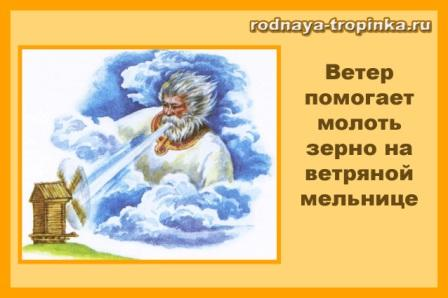 rodnaya-tropinka.ru
Ветер
помогает
молоть
зерно на
ветряной
мельнице